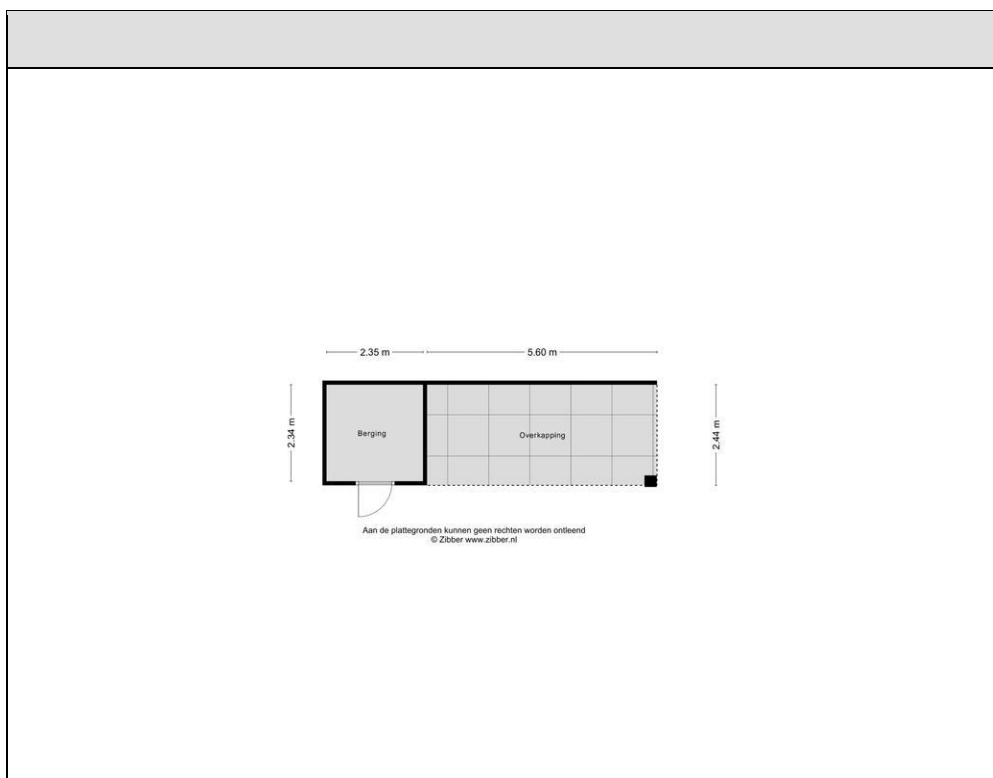 2.35 m
5.60 m
2.34 m
Berging
Overkapping
2.44 m
Aan de plattegronden kunnen geen rechten worden ontleend
© Zibber www.zibber.nl